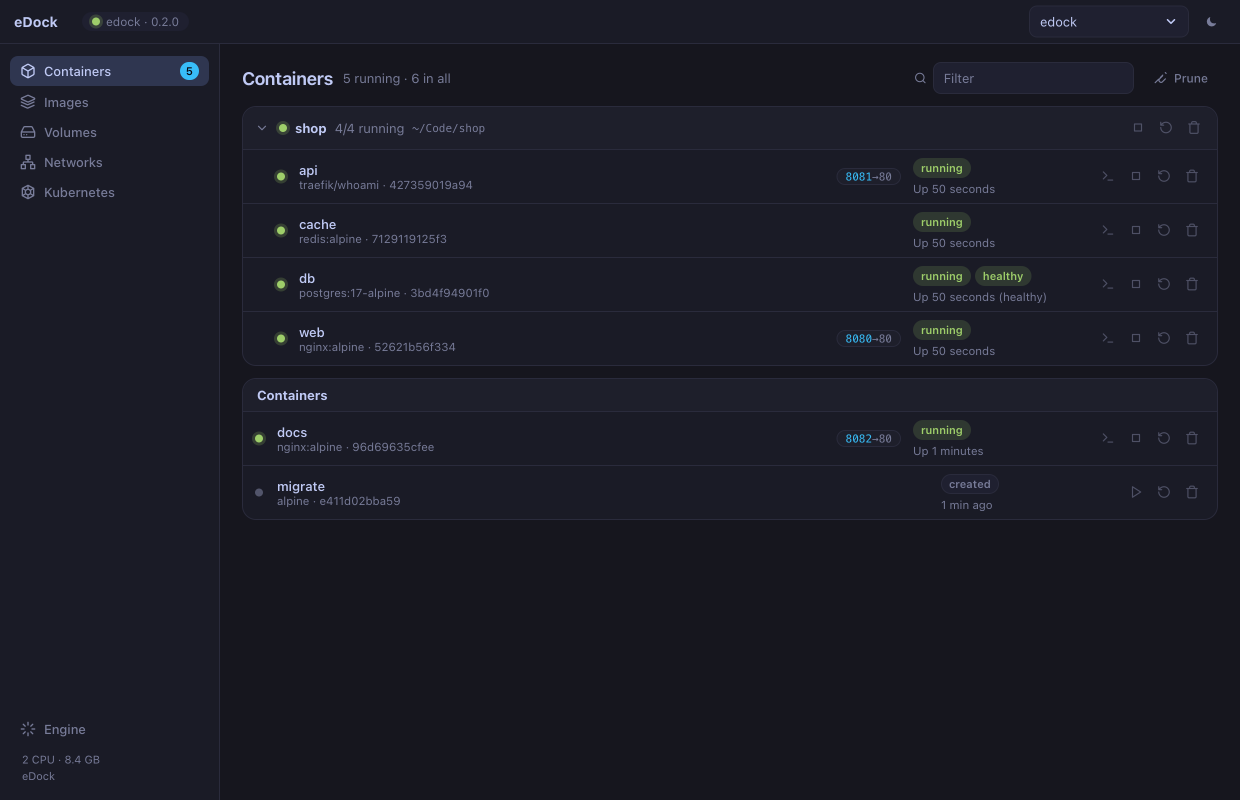 eDock
edock · 0.2.0
edock
Containers
5
Images
Volumes
Networks
Kubernetes
Engine
2 CPU · 8.4 GB
eDock
Containers 5 running · 6 in all
Filter
Prune
shop 4/4 running ~/Code/shop
api
traefik/whoami · 427359019a94
8081→80
running
Up 50 seconds
cache
redis:alpine · 7129119125f3
running
Up 50 seconds
db
postgres:17-alpine · 3bd4f94901f0
running healthy
Up 50 seconds (healthy)
web
nginx:alpine · 52621b56f334
8080→80
running
Up 50 seconds
Containers
docs
nginx:alpine · 96d69635cfee
8082→80
running
Up 1 minutes
migrate
alpine · e411d02bba59
created
1 min ago